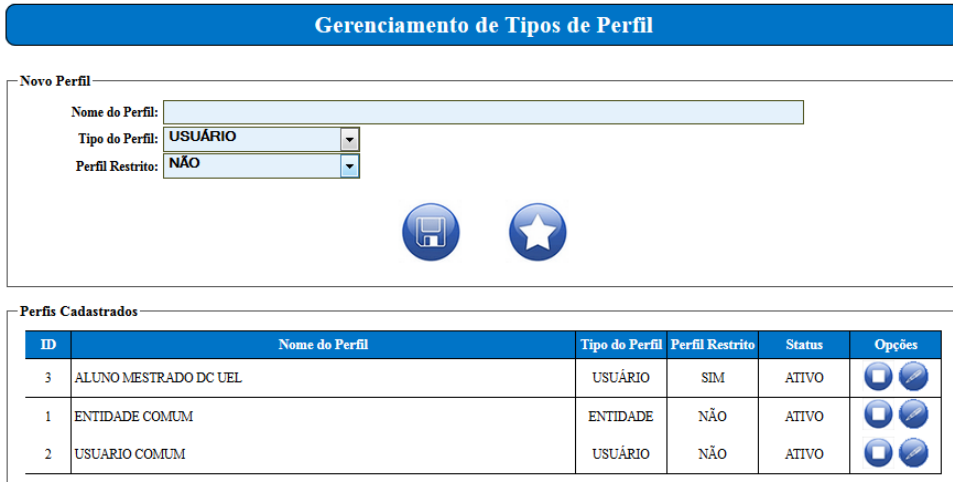 Gerenciamento de Tipos de Perfil
Novo Perfil
Nome do Perfil:
Tipo do Perfil: USUÁRIO
Perfil Restrito: NÃO
Perfis Cadastrados
ID Nome do Perfil Tipo do Perfil Perfil Restrito Status Opções
3 ALUNO MESTRADO DC UEL USUÁRIO SIM ATIVO
1 ENTIDADE COMUM ENTIDADE NÃO ATIVO
2 USUARIO COMUM USUÁRIO NÃO ATIVO